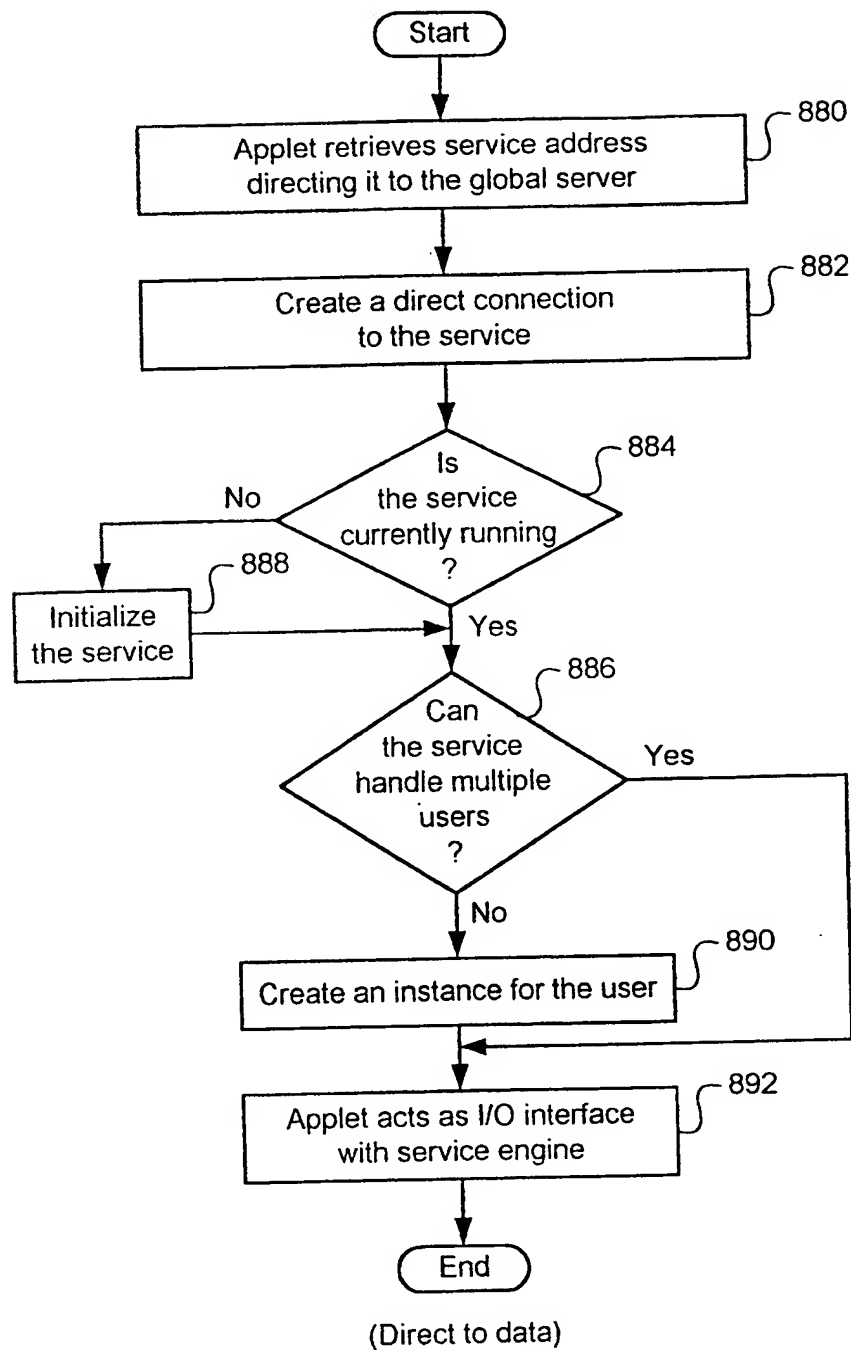 Start
880
Applet retrieves service address
directing it to the global server
882
Create a direct connection
to the service
884
Is
the service
currently running
?
No
888
Initialize
the service
Yes
886
Can
the service
handle multiple
users
?
Yes
No
890
Create an instance for the user
892
Applet acts as I/O interface
with service engine
End
(Direct to data)